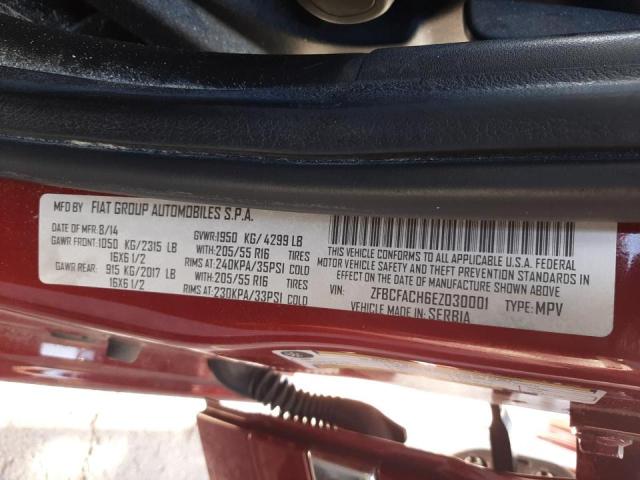 MFD BY FIAT GROUP AUTOMOBILES S.P.A.
DATE OF MFR: 8/14 GVWR: 1950 KG/ 4299 LB
GAWR FRONT: 1050 KG/2315 LB WITH: 205/55 R16 TIRES
16X6 1/2 RIMS AT: 240KPA/35PSI COLD
GAWR REAR: 915 KG/2017 LB WITH: 205/55 R16 TIRES
16X6 1/2 RIMS AT: 230KPA/33PSI COLD
THIS VEHICLE CONFORMS TO ALL APPLICABLE U.S.A. FEDERAL
MOTOR VEHICLE SAFETY AND THEFT PREVENTION STANDARDS IN
EFFECT ON THE DATE OF MANUFACTURE SHOWN ABOVE.
VIN: ZFBCFACH6EZ030001 TYPE: MPV
VEHICLE MADE IN: SERBIA